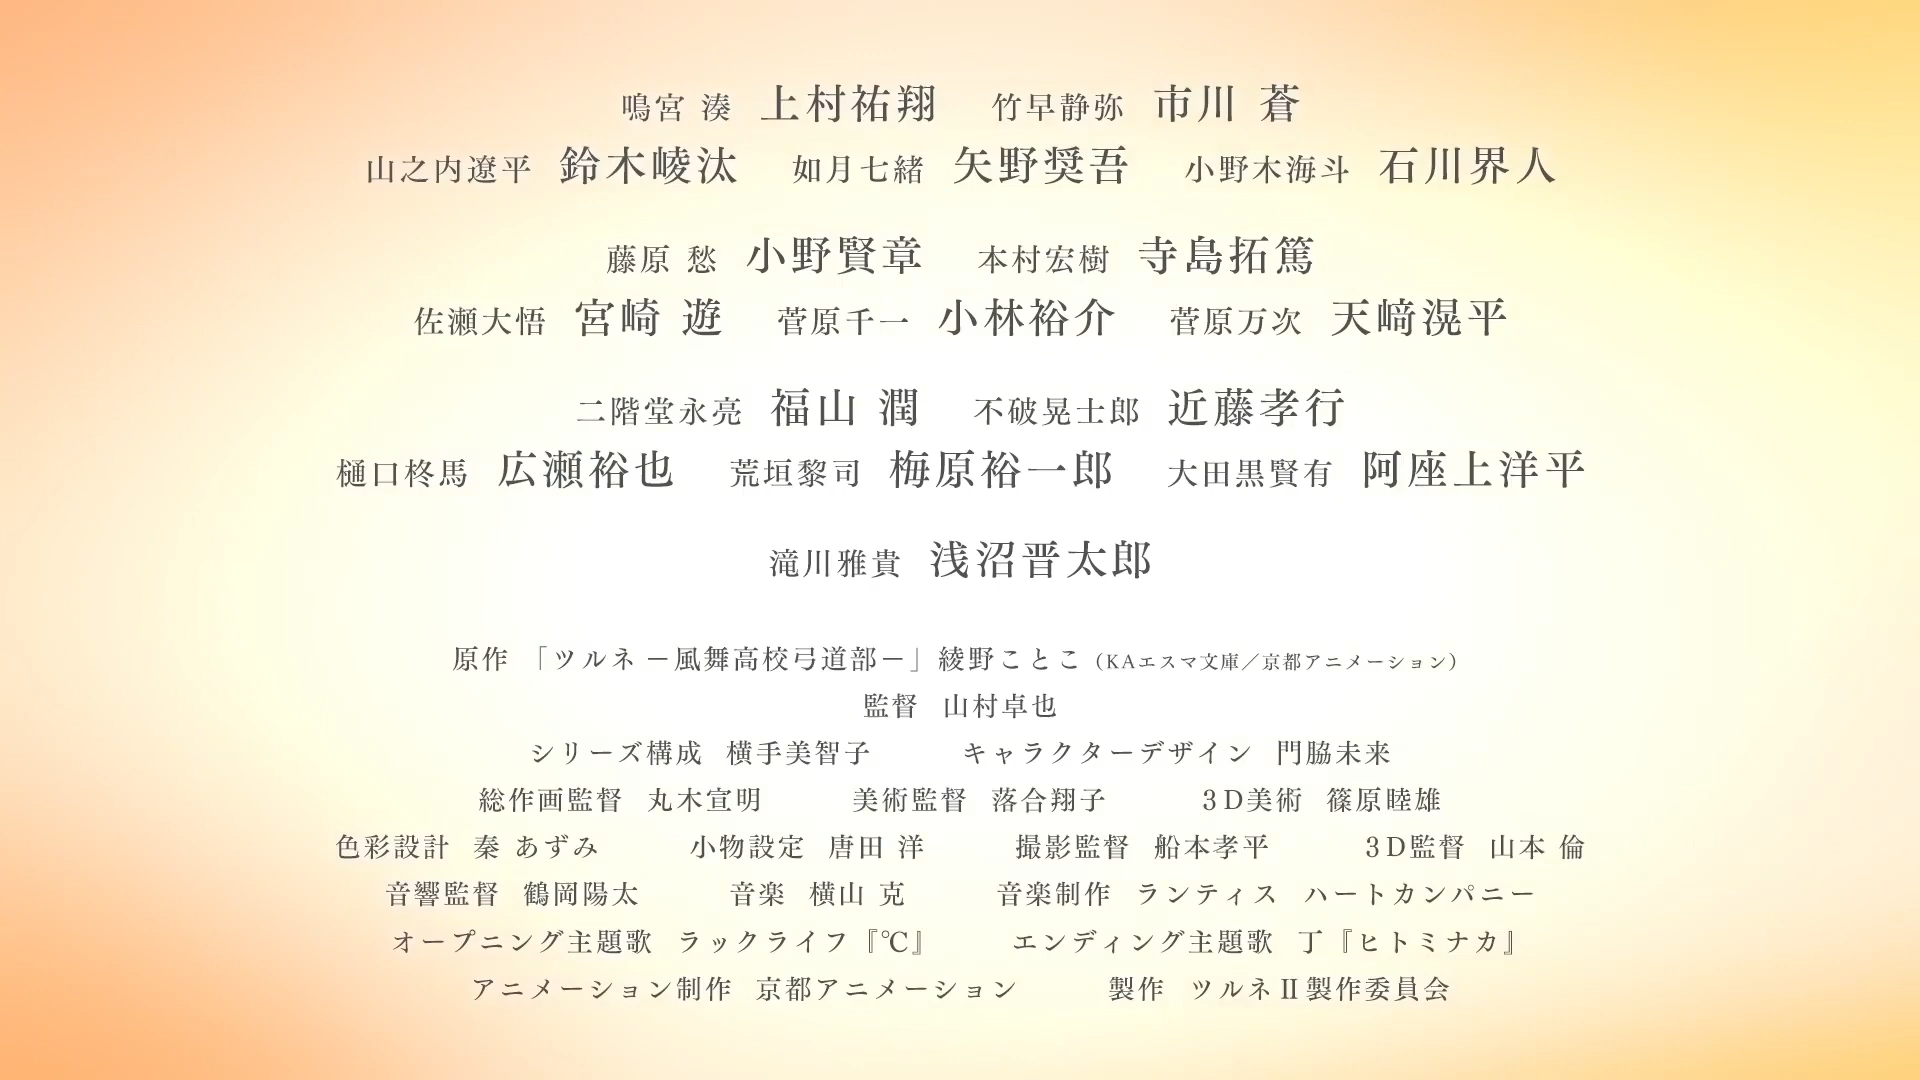 鳴宮 湊 上村祐翔 竹早静弥 市川 蒼
山之内遼平 鈴木崚汰 如月七緒 矢野奨吾 小野木海斗 石川界人
藤原 愁 小野賢章 本村宏樹 寺島拓篤
佐瀬大悟 宮崎 遊 菅原千一 小林裕介 菅原万次 天﨑滉平
二階堂永亮 福山 潤 不破晃士郎 近藤孝行
樋口柊馬 広瀬裕也 荒垣黎司 梅原裕一郎 大田黒賢有 阿座上洋平
滝川雅貴 浅沼晋太郎
原作 「ツルネ －風舞高校弓道部－」綾野ことこ（KAエスマ文庫／京都アニメーション）
監督 山村卓也
シリーズ構成 横手美智子 キャラクターデザイン 門脇未来
総作画監督 丸木宣明 美術監督 落合翔子 ３D美術 篠原睦雄
色彩設計 秦 あずみ 小物設定 唐田 洋 撮影監督 船本孝平 ３D監督 山本 倫
音響監督 鶴岡陽太 音楽 横山 克 音楽制作 ランティス ハートカンパニー
オープニング主題歌 ラックライフ『℃』 エンディング主題歌 丁『ヒトミナカ』
アニメーション制作 京都アニメーション 製作 ツルネⅡ製作委員会